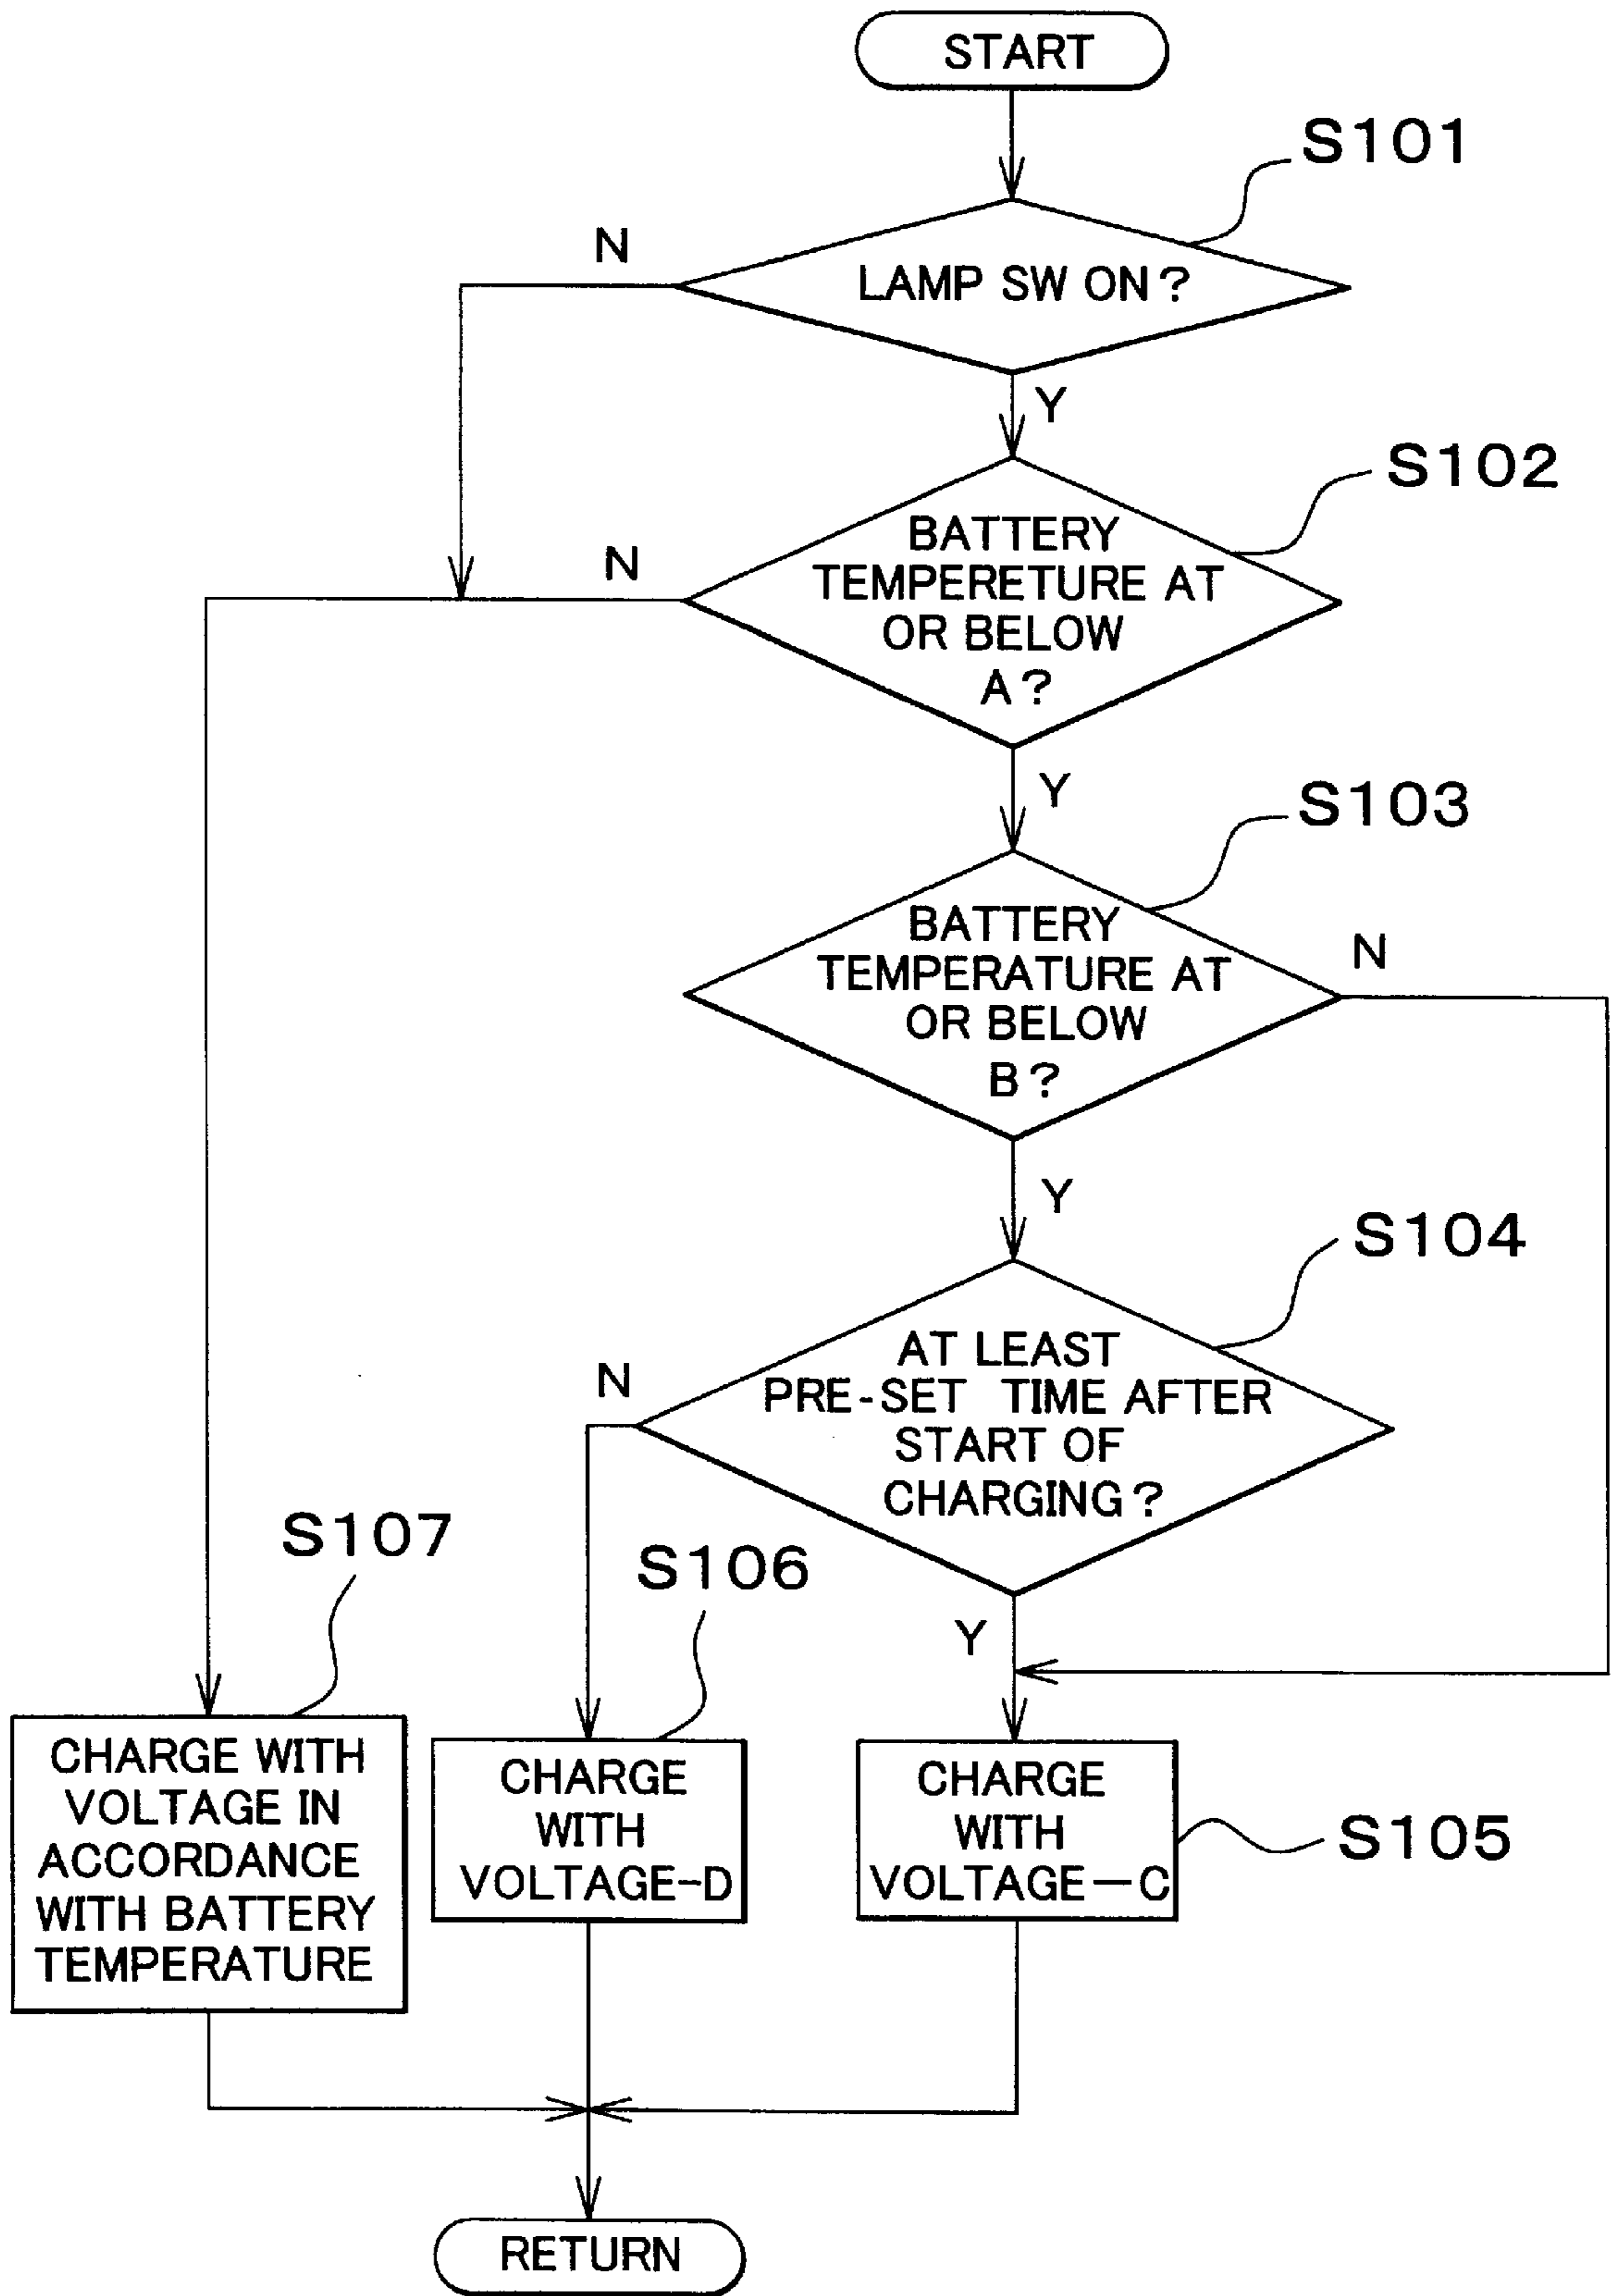 START
S101
N
LAMP SW ON?
Y
S102
N
BATTERY
TEMPERETURE AT
OR BELOW
A?
Y
S103
BATTERY
TEMPERATURE AT
OR BELOW
B?
N
Y
S104
N
AT LEAST
PRE-SET TIME AFTER
START OF
CHARGING?
Y
S107
CHARGE WITH
VOLTAGE IN
ACCORDANCE
WITH BATTERY
TEMPERATURE
S106
CHARGE
WITH
VOLTAGE-D
CHARGE
WITH
VOLTAGE—C
S105
RETURN